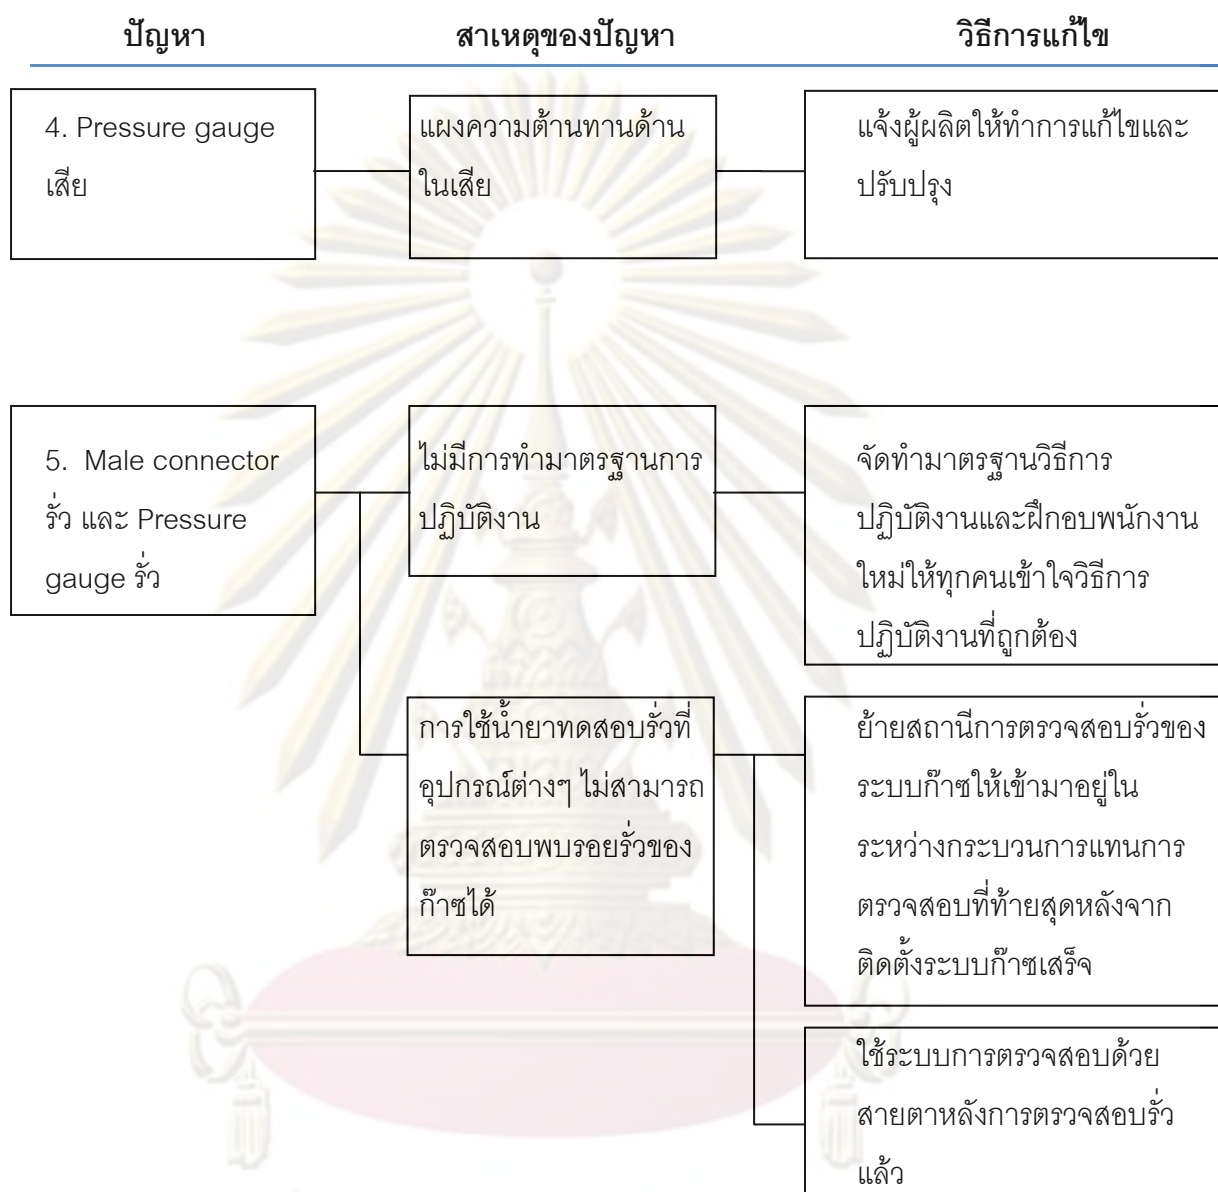 ปัญหา สาเหตุของปัญหา วิธีการแก้ไข
4. Pressure gauge
เสีย
แผงความต้านทานด้าน
ในเสีย
แจ้งผู้ผลิตให้ทำการแก้ไขและ
ปรับปรุง
5. Male connector
รั่ว และ Pressure
gauge รั่ว
ไม่มีการทำมาตรฐานการ
ปฏิบัติงาน
จัดทำมาตรฐานวิธีการ
ปฏิบัติงานและฝึกอบพนักงาน
ใหม่ให้ทุกคนเข้าใจวิธีการ
ปฏิบัติงานที่ถูกต้อง
การใช้น้ำยาทดสอบรั่วที่
อุปกรณ์ต่างๆ ไม่สามารถ
ตรวจสอบพบรอยรั่วของ
ก๊าซได้
ย้ายสถานีการตรวจสอบรั่วของ
ระบบก๊าซให้เข้ามาอยู่ใน
ระหว่างกระบวนการแทนการ
ตรวจสอบที่ท้ายสุดหลังจาก
ติดตั้งระบบก๊าซเสร็จ
ใช้ระบบการตรวจสอบด้วย
สายตาหลังการตรวจสอบรั่ว
แล้ว